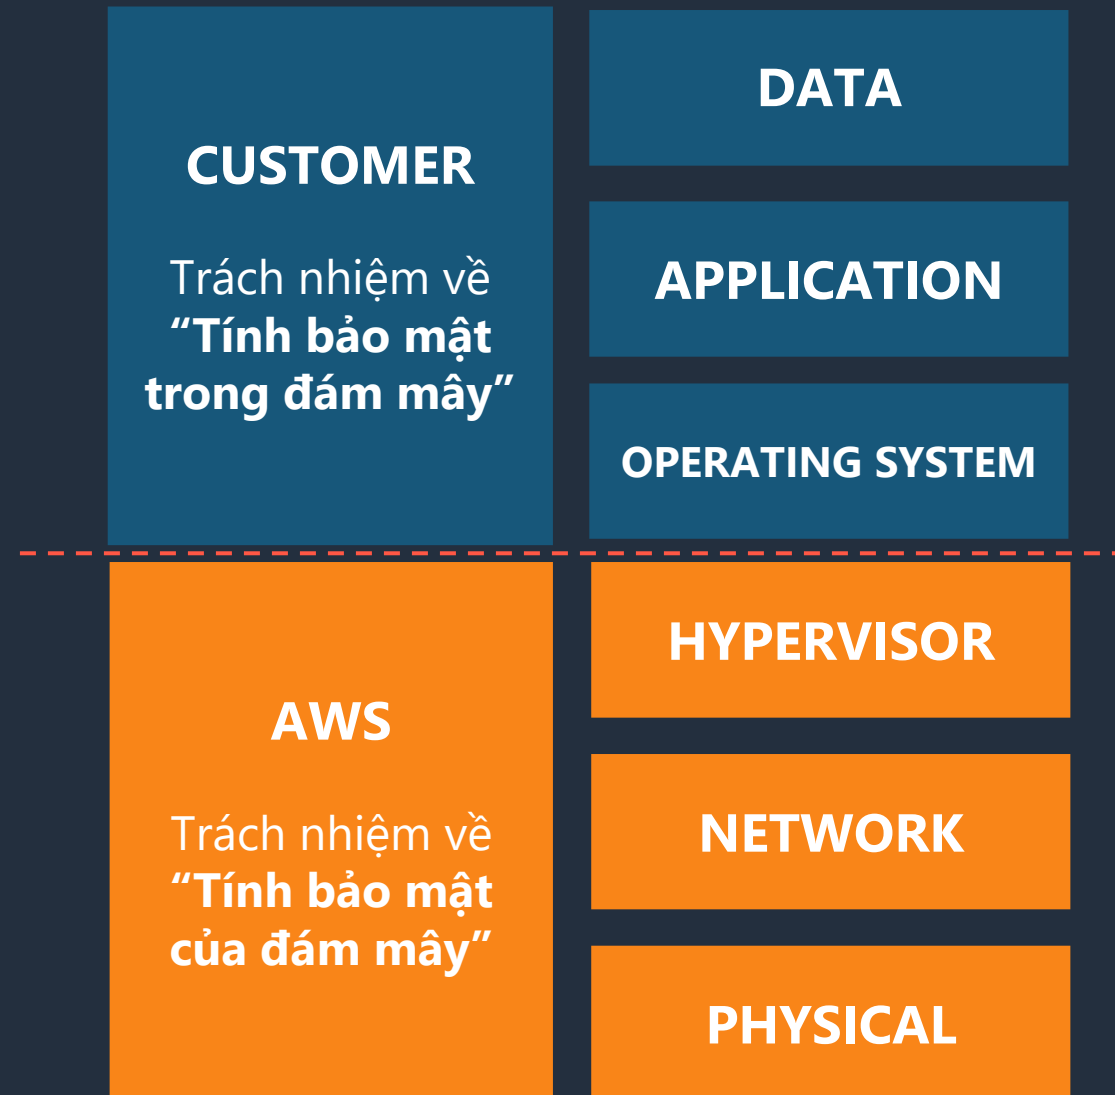 CUSTOMER
Trách nhiệm về
“Tính bảo mật
trong đám mây”
DATA
APPLICATION
OPERATING SYSTEM
AWS
Trách nhiệm về
“Tính bảo mật
của đám mây”
HYPERVISOR
NETWORK
PHYSICAL